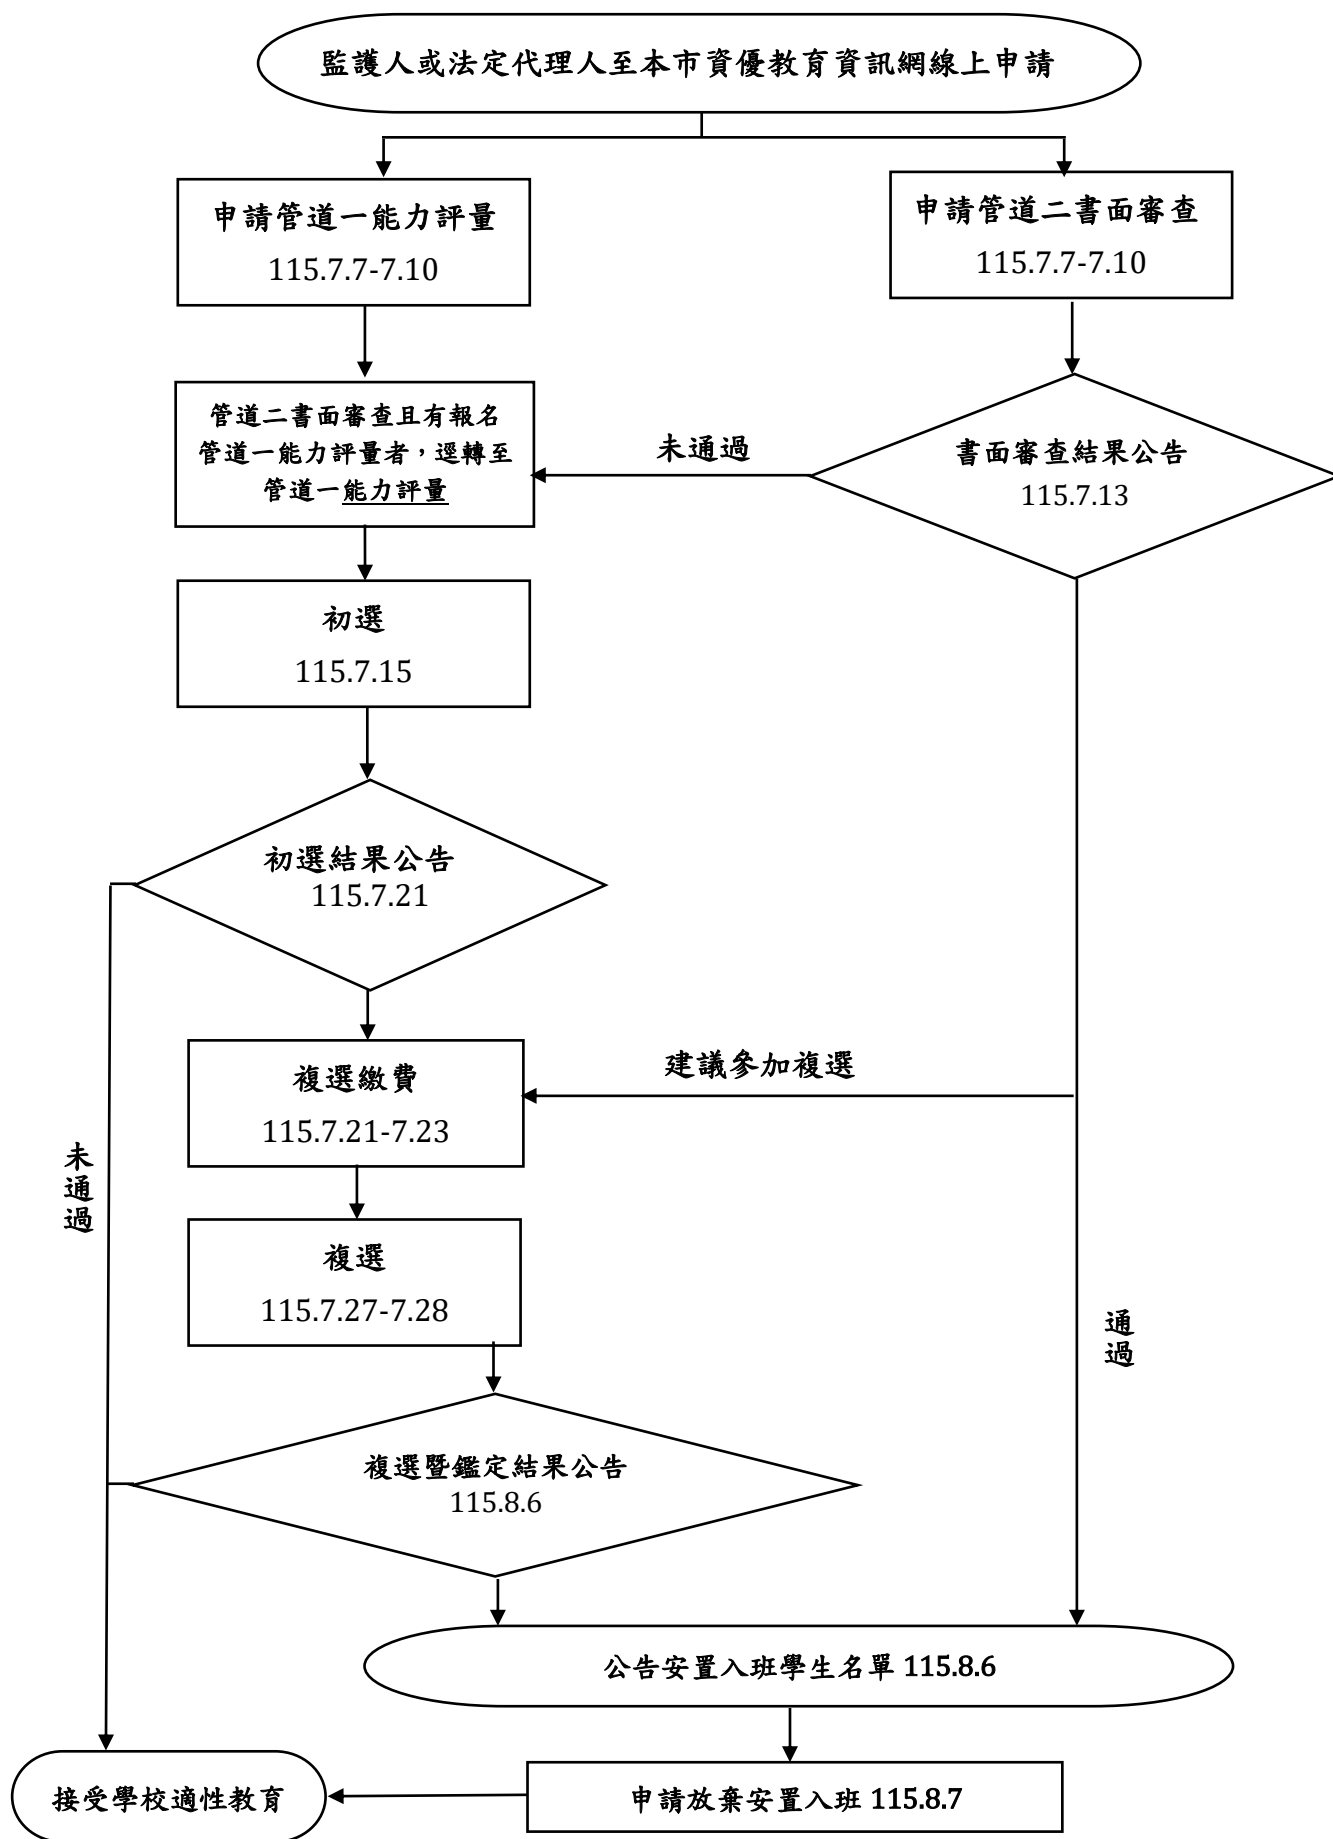 監護人或法定代理人至本市資優教育資訊網線上申請
申請管道一能力評量
115.7.7-7.10
申請管道二書面審查
115.7.7-7.10
管道二書面審查且有報名
管道一能力評量者，逕轉至
管道一能力評量
未通過
書面審查結果公告
115.7.13
初選
115.7.15
初選結果公告
115.7.21
複選繳費
115.7.21-7.23
建議參加複選
未通過
複選
115.7.27-7.28
通過
複選暨鑑定結果公告
115.8.6
公告安置入班學生名單 115.8.6
接受學校適性教育
申請放棄安置入班 115.8.7